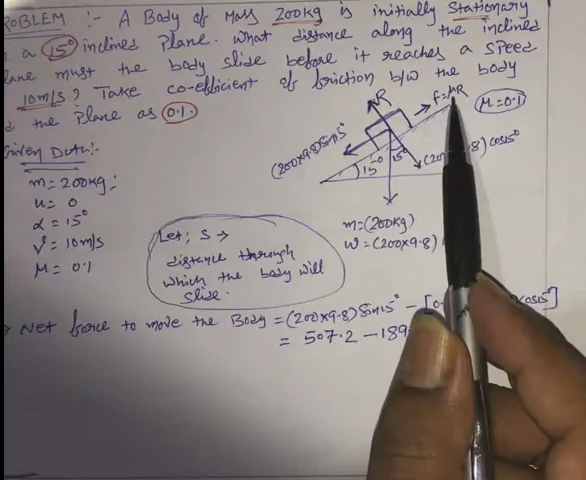 ROBLEM :- A Body of Mass 200kg is initially Stationary
n a 15° inclined Plane. What distance along the inclined
lane must the body slide before it reaches a Speed
10m/s? Take co-efficient of friction b/w the body
d the Plane as 0.1.
R
F=μR
μ=0.1
(200×9.8)Sin15°
15°
15°
(20 .8) cos15°
Given Data:-
m=200kg:
u = 0
α = 15°
v = 10m/s
μ = 0.1
m=(200kg)
w=(200×9.8)
Let; S →
distance through
which the body will
slide.
Net force to move the Body = (200×9.8)Sin15° - [0. cos15°]
= 507.2 - 189